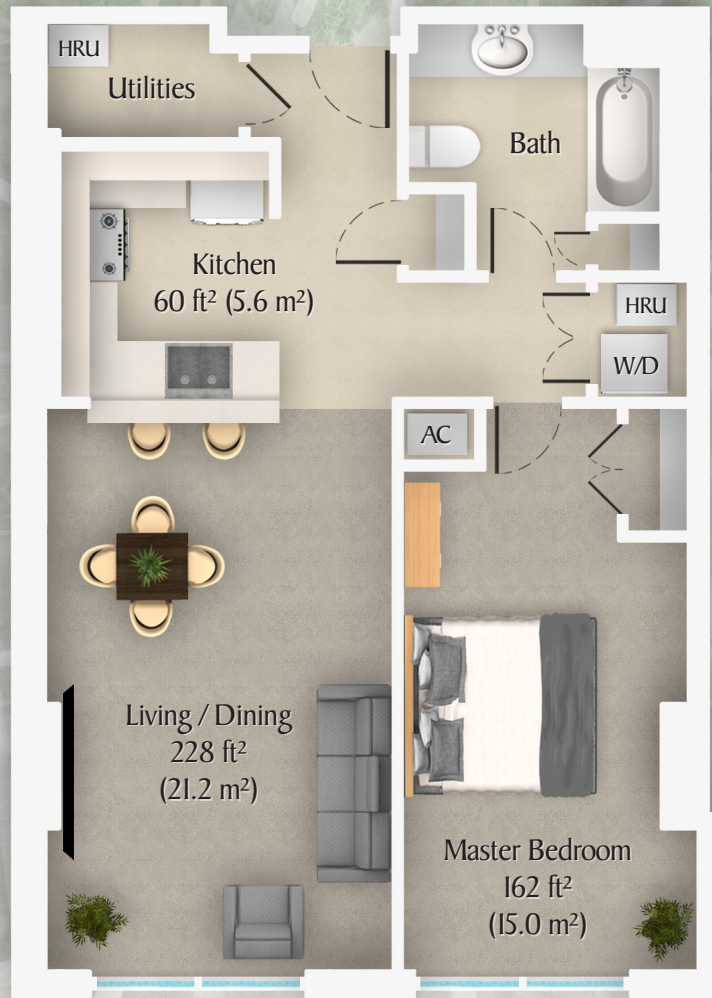 HRU
Utilities
Bath
Kitchen
60 ft² (5.6 m²)
HRU
W/D
AC
Living / Dining
228 ft²
(21.2 m²)
Master Bedroom
162 ft²
(15.0 m²)